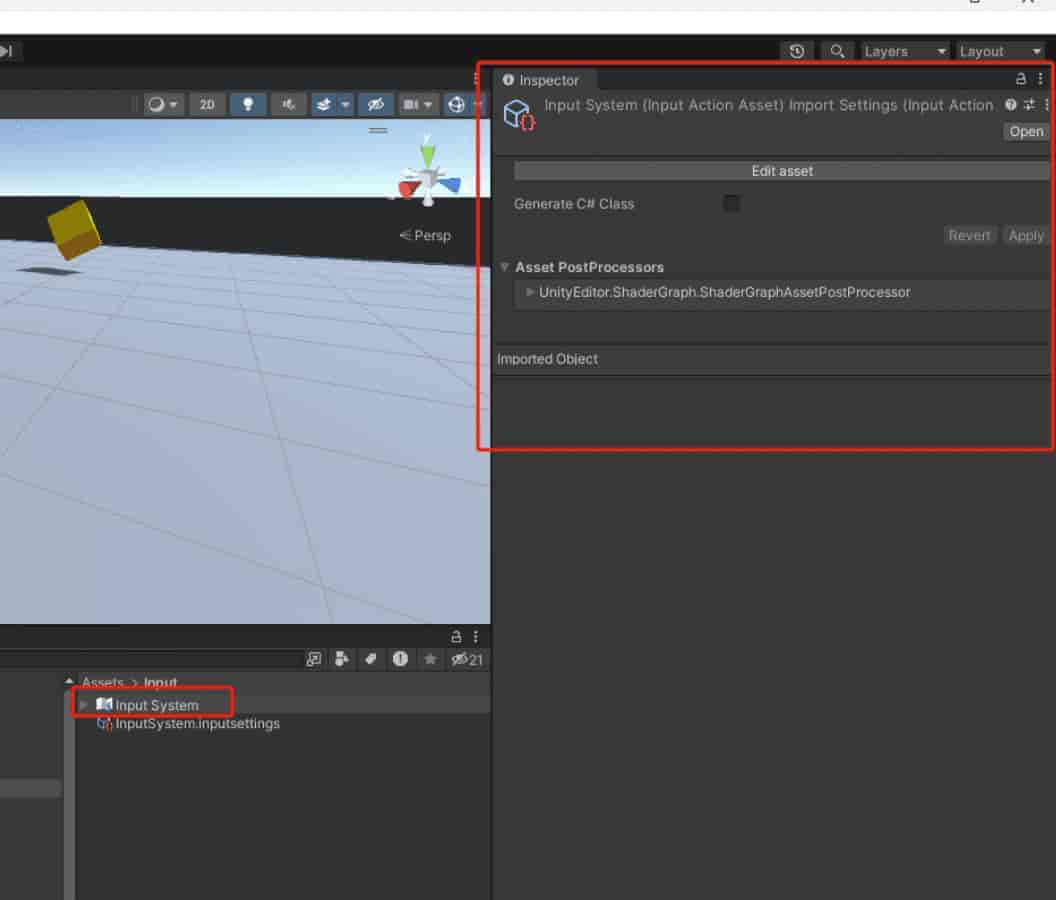 Layers
Layout
Inspector
2D
Input System (Input Action Asset) Import Settings (Input Action
Open
Edit asset
Y
Generate C# Class
Persp
Revert
Apply
Asset PostProcessors
UnityEditor.ShaderGraph.ShaderGraphAssetPostProcessor
Imported Object
21
Assets > Input
Input System
InputSystem.inputsettings